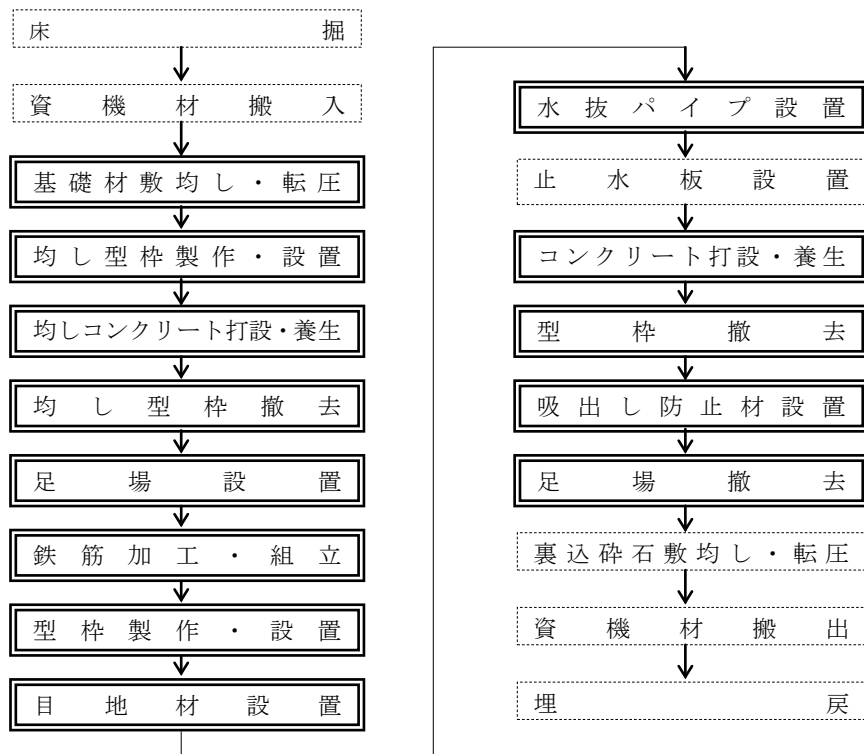 床掘
資機材搬入
基礎材敷均し・転圧
均し型枠製作・設置
均しコンクリート打設・養生
均し型枠撤去
足場設置
鉄筋加工・組立
型枠製作・設置
目地材設置
水抜パイプ設置
止水板設置
コンクリート打設・養生
型枠撤去
吸出し防止材設置
足場撤去
裏込砕石敷均し・転圧
資機材搬出
埋戻